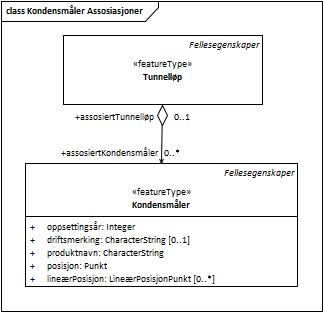 class Kondensmåler Assosiasjoner
Fellesegenskaper
«featureType»
Tunnelløp
+assosiertTunnelløp 0..1
+assosiertKondensmåler 0..*
Fellesegenskaper
«featureType»
Kondensmåler
+ oppsettingsår: Integer
+ driftsmerking: CharacterString [0..1]
+ produktnavn: CharacterString
+ posisjon: Punkt
+ lineærPosisjon: LineærPosisjonPunkt [0..*]